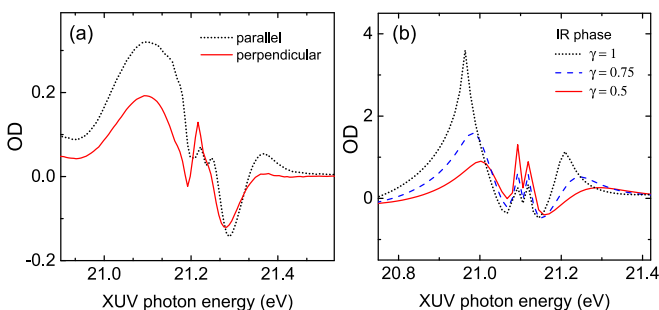 (a)
parallel
perpendicular
OD
0.2
0.0
-0.2
21.0
21.2
21.4
XUV photon energy (eV)
(b)
IR phase
γ = 1
γ = 0.75
γ = 0.5
OD
4
2
0
20.8
21.0
21.2
21.4
XUV photon energy (eV)